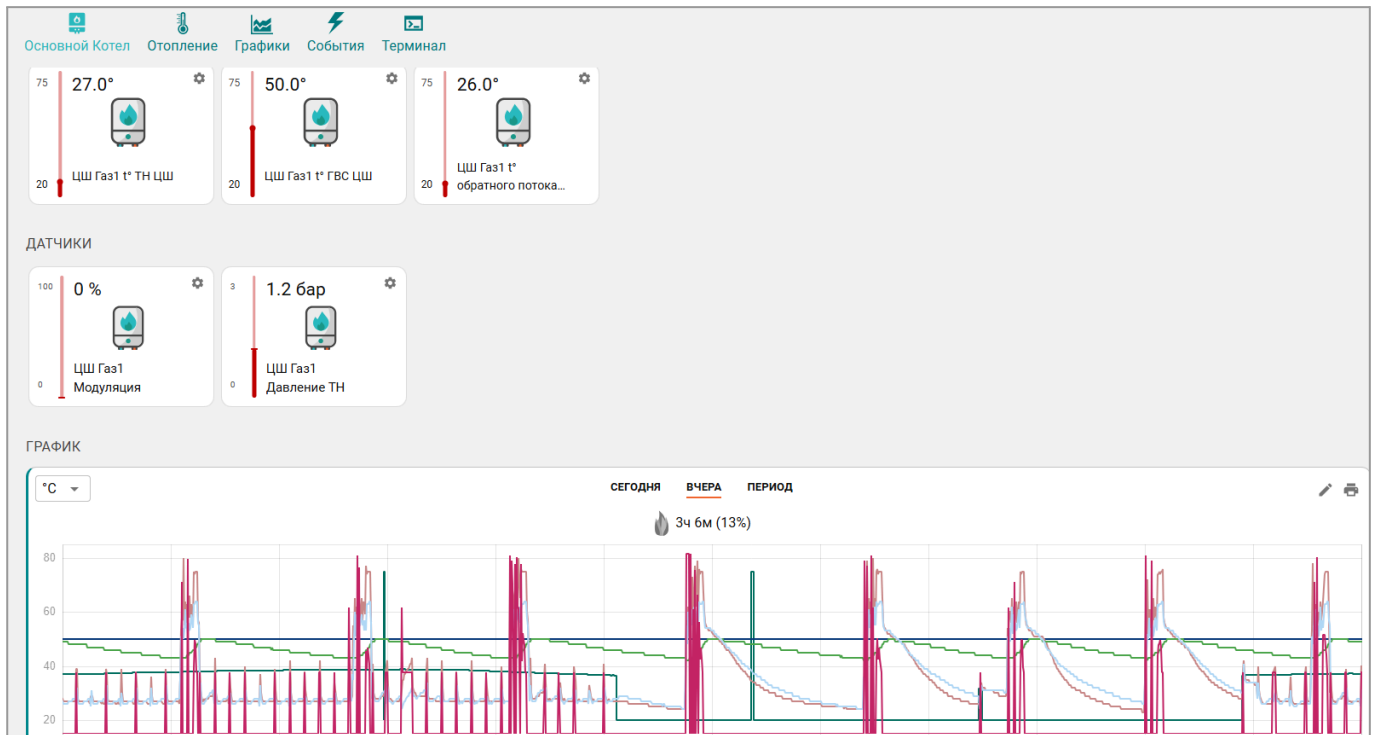 Основной Котел Отопление Графики События Терминал
75 27.0° 75 50.0° 75 26.0°
20 ЦШ Газ1 t° ТН ЦШ 20 ЦШ Газ1 t° ГВС ЦШ 20 ЦШ Газ1 t°
обратного потока…
ДАТЧИКИ
100 0 % 3 1.2 бар
ЦШ Газ1 ЦШ Газ1
0 Модуляция 0 Давление ТН
ГРАФИК
°C СЕГОДНЯ ВЧЕРА ПЕРИОД
3ч 6м (13%)
80
60
40
20